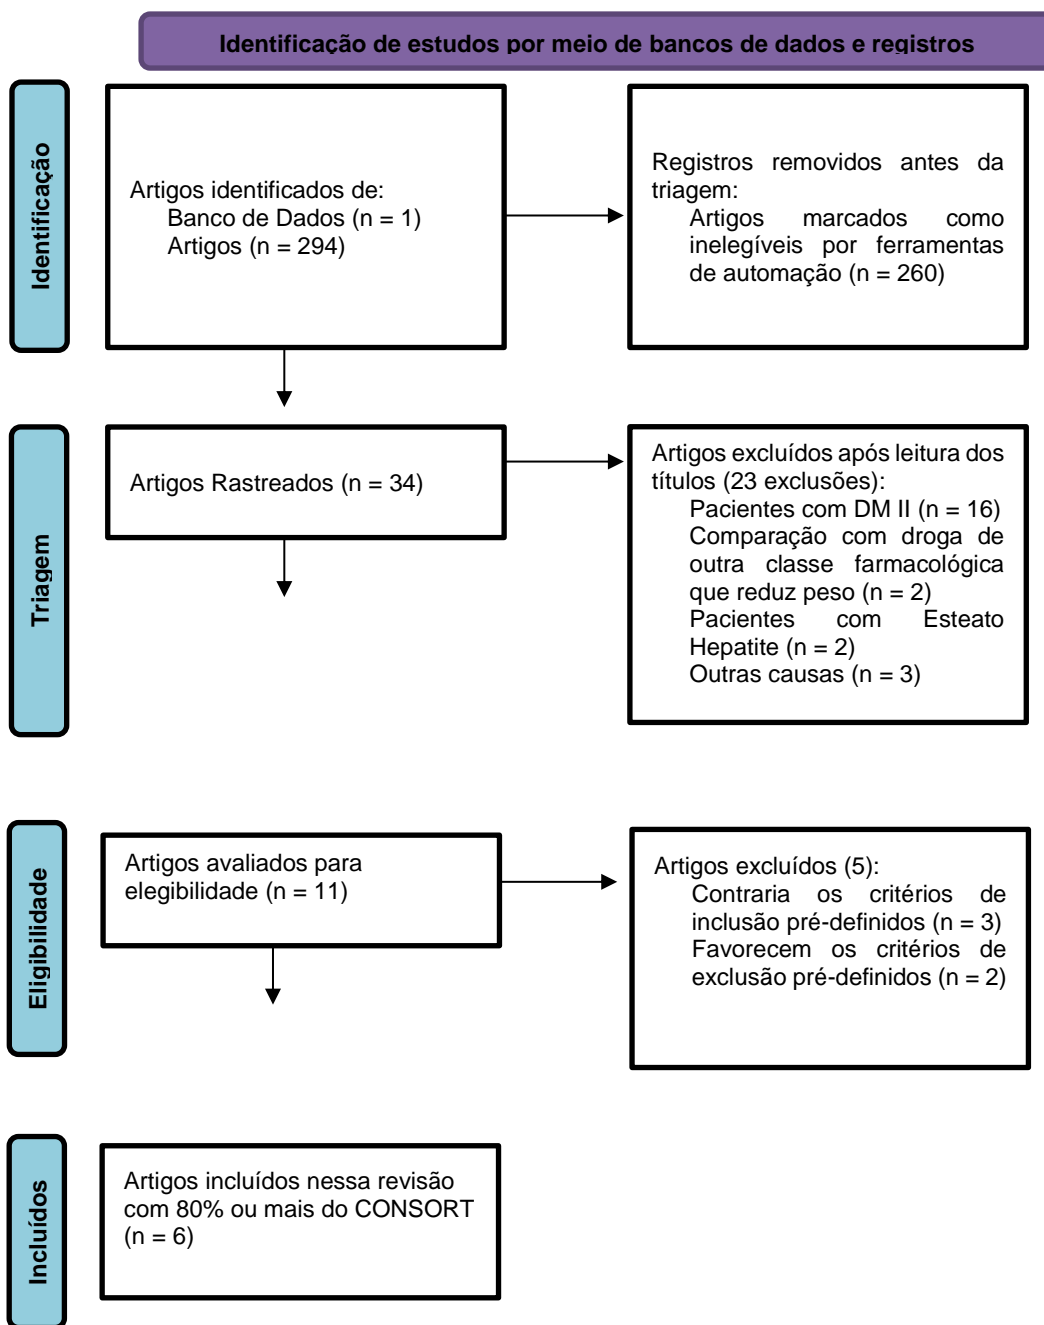 Identificação de estudos por meio de bancos de dados e registros
Identificação
Artigos identificados de:
Banco de Dados (n = 1)
Artigos (n = 294)
Registros removidos antes da
triagem:
Artigos marcados como
inelegíveis por ferramentas
de automação (n = 260)
Triagem
Artigos Rastreados (n = 34)
Artigos excluídos após leitura dos
títulos (23 exclusões):
Pacientes com DM II (n = 16)
Comparação com droga de
outra classe farmacológica
que reduz peso (n = 2)
Pacientes com Esteato
Hepatite (n = 2)
Outras causas (n = 3)
Eligibilidade
Artigos avaliados para
elegibilidade (n = 11)
Artigos excluídos (5):
Contraria os critérios de
inclusão pré-definidos (n = 3)
Favorecem os critérios de
exclusão pré-definidos (n = 2)
Incluídos
Artigos incluídos nessa revisão
com 80% ou mais do CONSORT
(n = 6)